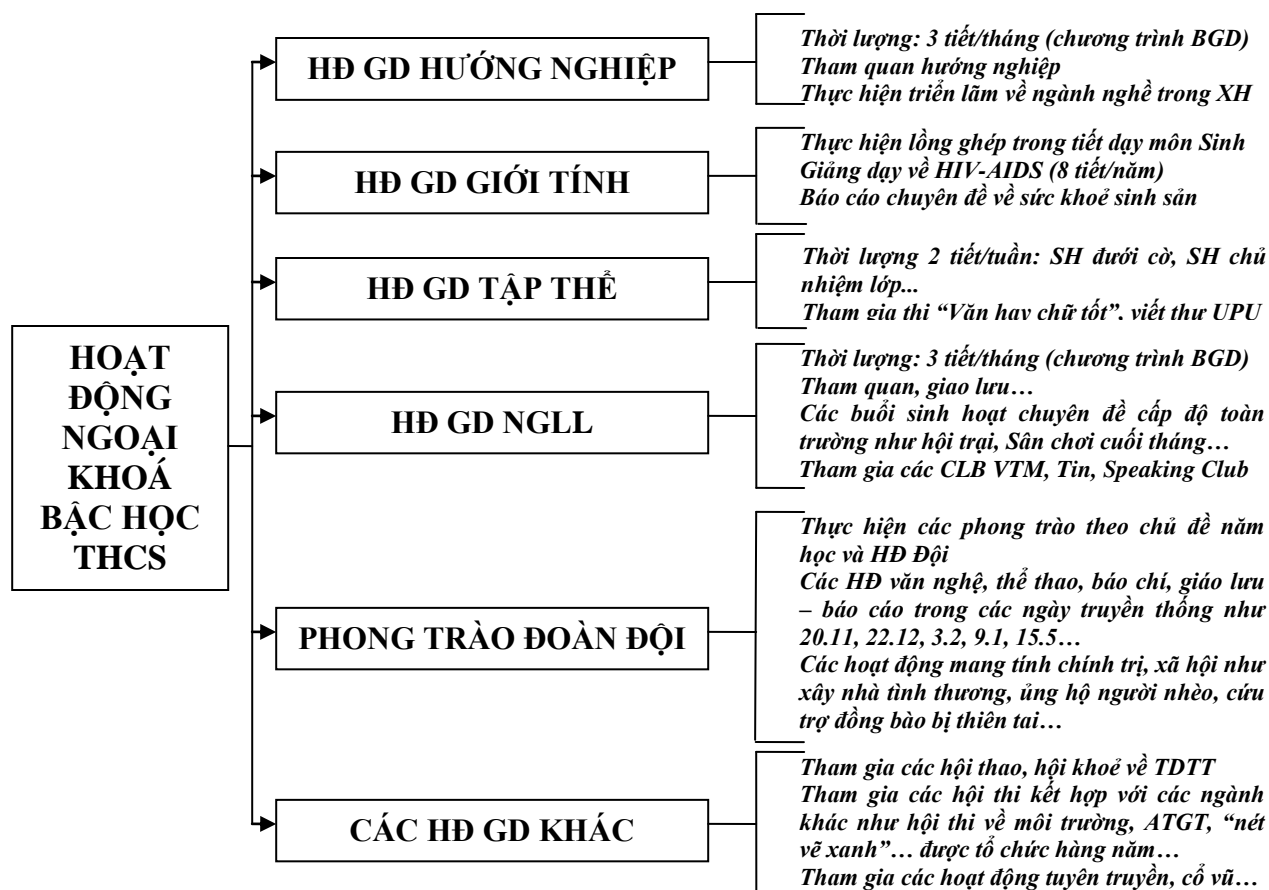 HOẠT
ĐỘNG
NGOẠI
KHOÁ
BẬC HỌC
THCS
HĐ GD HƯỚNG NGHIỆP
Thời lượng: 3 tiết/tháng (chương trình BGD)
Tham quan hướng nghiệp
Thực hiện triển lãm về ngành nghề trong XH
HĐ GD GIỚI TÍNH
Thực hiện lồng ghép trong tiết dạy môn Sinh
Giảng dạy về HIV-AIDS (8 tiết/năm)
Báo cáo chuyên đề về sức khoẻ sinh sản
HĐ GD TẬP THỂ
Thời lượng 2 tiết/tuần: SH đưới cờ, SH chủ
nhiệm lớp...
Tham gia thi “Văn hay chữ tốt”, viết thư UPU
HĐ GD NGLL
Thời lượng: 3 tiết/tháng (chương trình BGD)
Tham quan, giao lưu…
Các buổi sinh hoạt chuyên đề cấp độ toàn
trường như hội trại, Sân chơi cuối tháng…
Tham gia các CLB VTM, Tin, Speaking Club
PHONG TRÀO ĐOÀN ĐỘI
Thực hiện các phong trào theo chủ đề năm
học và HĐ Đội
Các HĐ văn nghệ, thể thao, báo chí, giáo lưu
– báo cáo trong các ngày truyền thống như
20.11, 22.12, 3.2, 9.1, 15.5…
Các hoạt động mang tính chính trị, xã hội như
xây nhà tình thương, ủng hộ người nhèo, cứu
trợ đồng bào bị thiên tai…
CÁC HĐ GD KHÁC
Tham gia các hội thao, hội khoẻ về TDTT
Tham gia các hội thi kết hợp với các ngành
khác như hội thi về môi trường, ATGT, “nét
vẽ xanh”… được tổ chức hàng năm…
Tham gia các hoạt động tuyên truyền, cổ vũ…